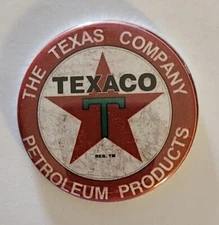 THE TEXAS COMPANY
TEXACO
T
REG. TM
PETROLEUM PRODUCTS